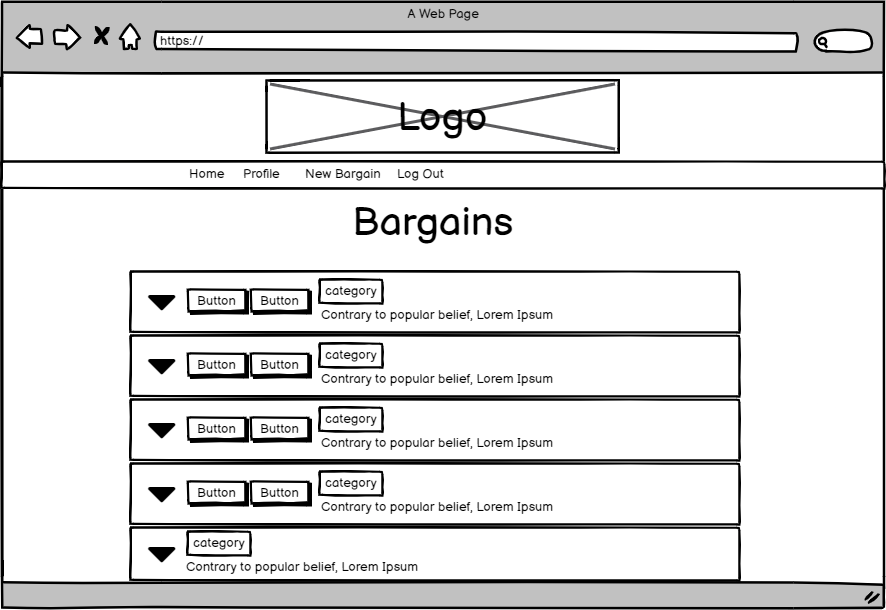 A Web Page
https://
Logo
Home Profile New Bargain Log Out
Bargains
category
Button Button
Contrary to popular belief, Lorem Ipsum
category
Button Button
Contrary to popular belief, Lorem Ipsum
category
Button Button
Contrary to popular belief, Lorem Ipsum
category
Button Button
Contrary to popular belief, Lorem Ipsum
category
Contrary to popular belief, Lorem Ipsum